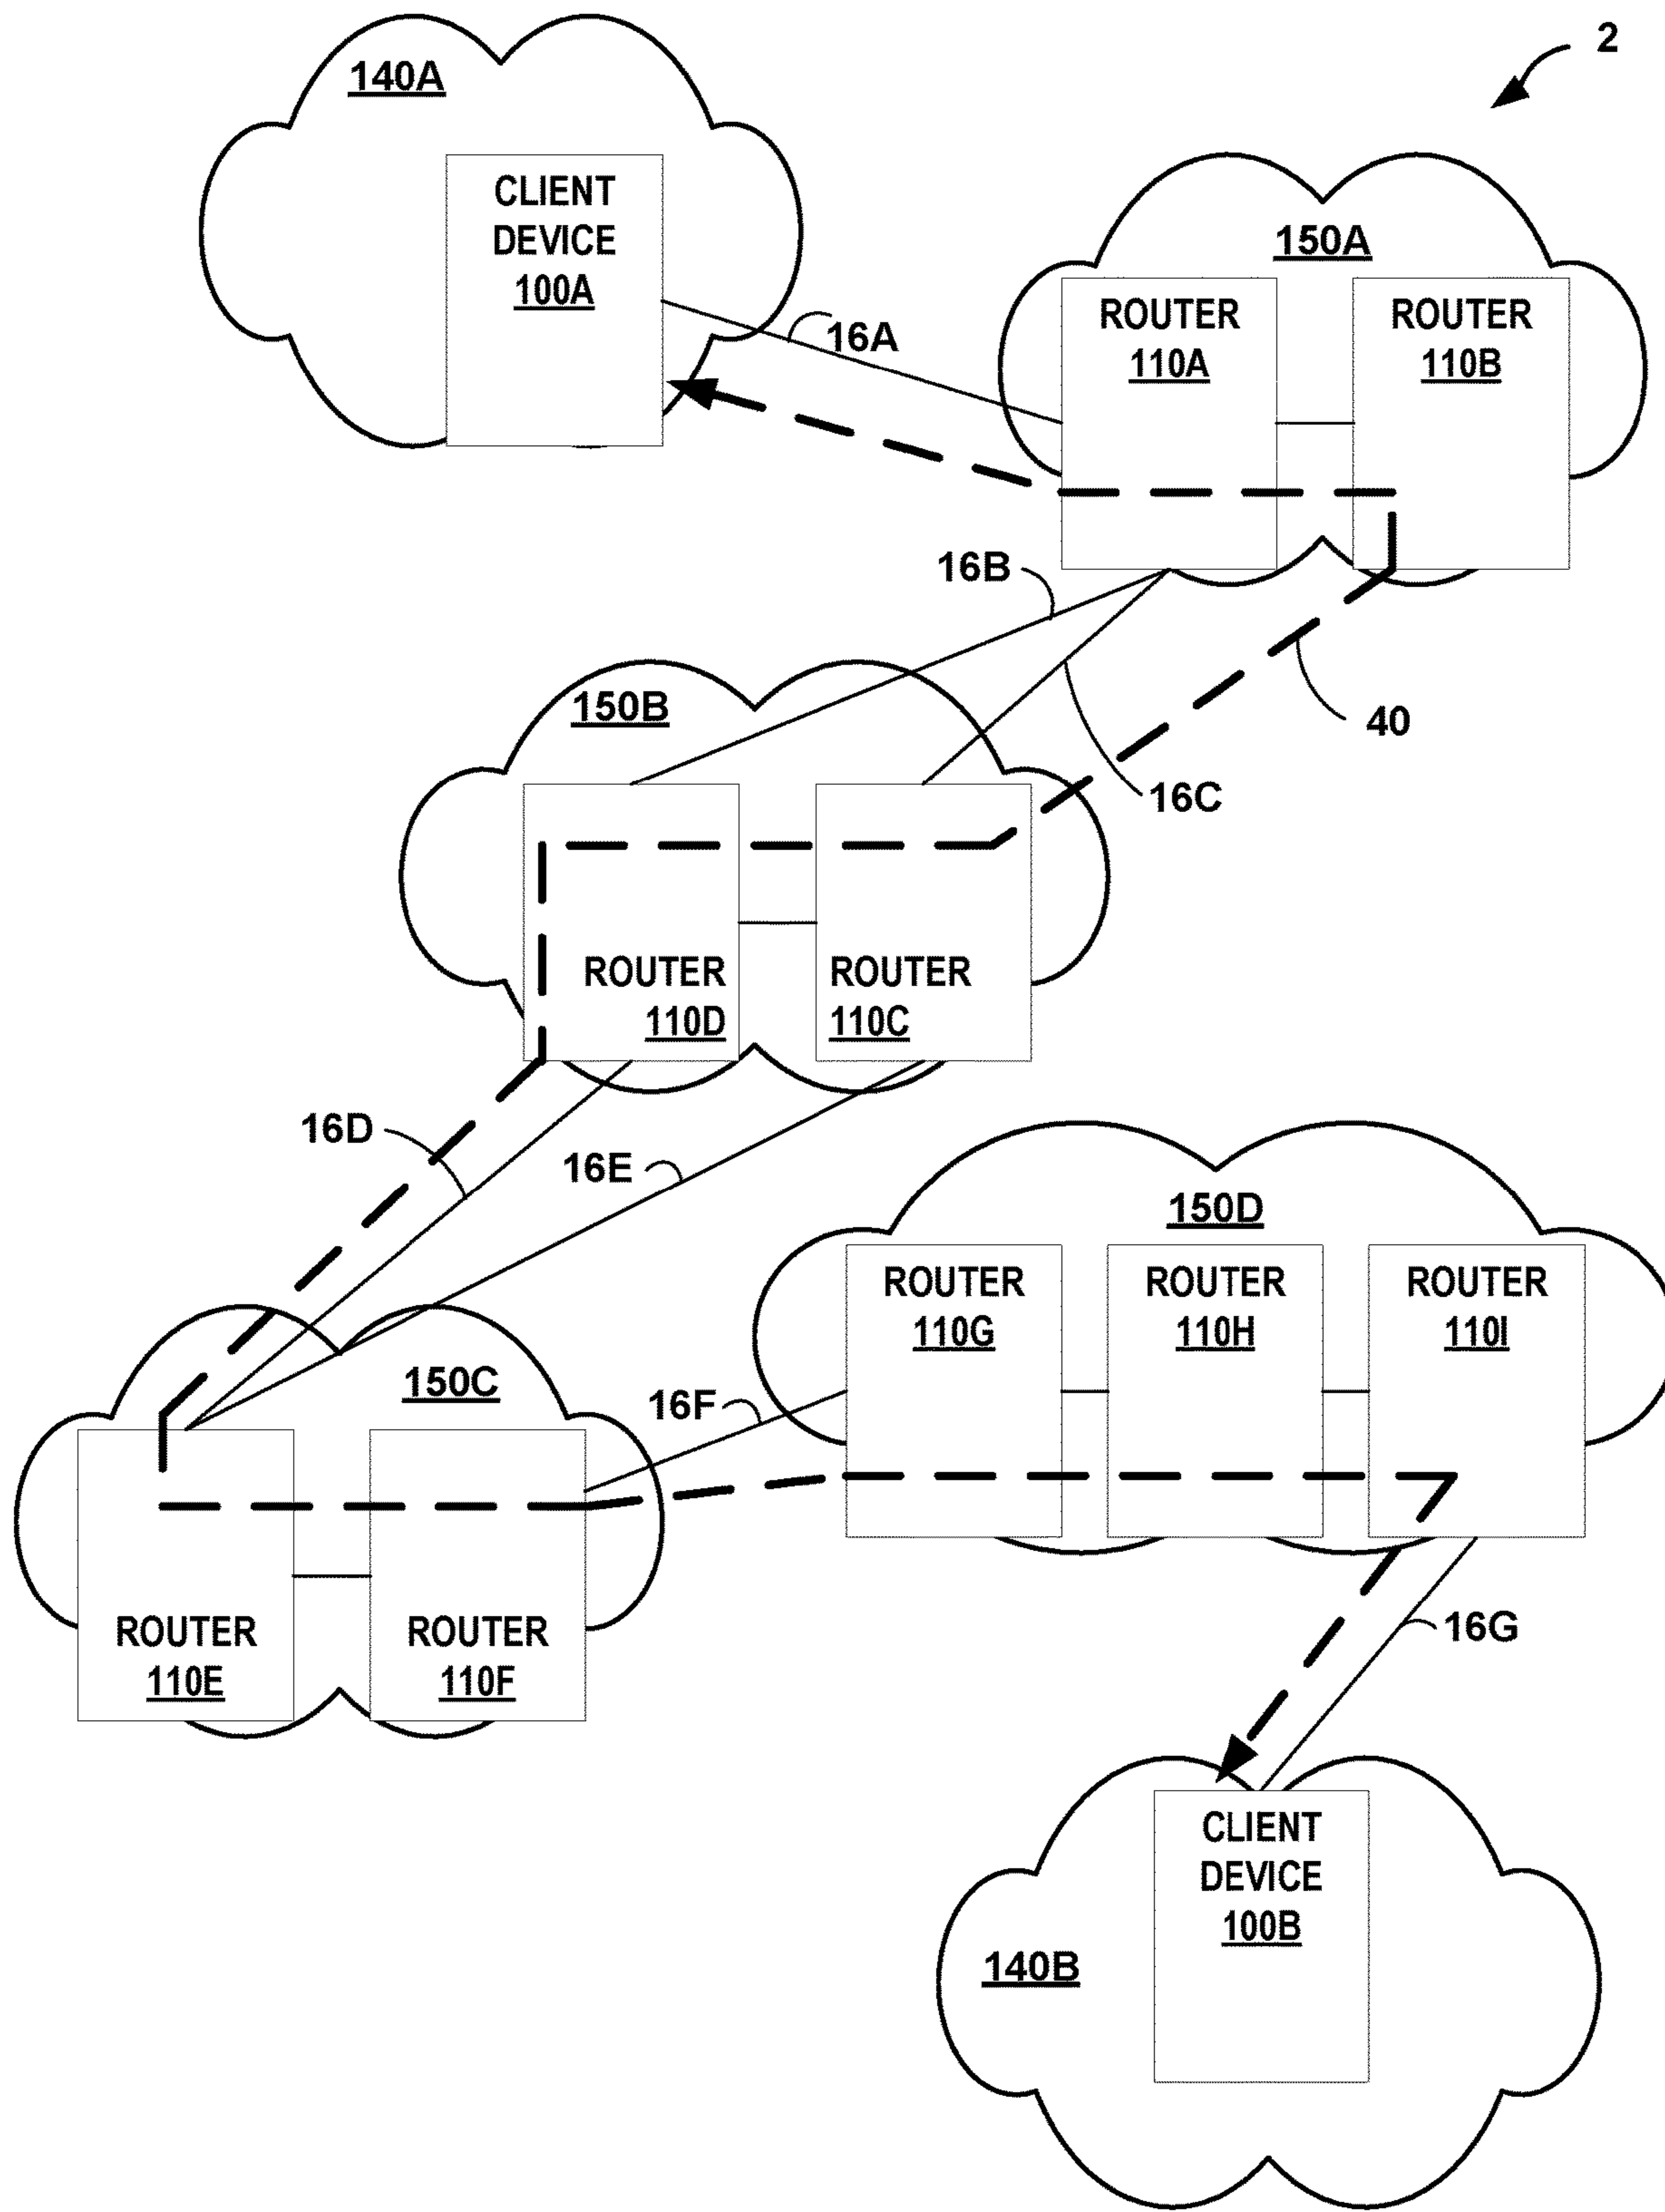 2
140A
CLIENT
DEVICE
100A
150A
ROUTER
110A
ROUTER
110B
16A
16B
150B
40
16C
ROUTER
110D
ROUTER
110C
16D
16E
150D
ROUTER
110G
ROUTER
110H
ROUTER
110I
150C
16F
ROUTER
110E
ROUTER
110F
16G
CLIENT
DEVICE
100B
140B